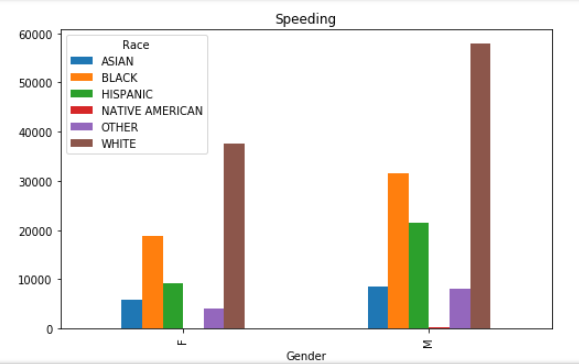 Speeding
60000
50000
40000
30000
20000
10000
0
Race
ASIAN
BLACK
HISPANIC
NATIVE AMERICAN
OTHER
WHITE
F
M
Gender